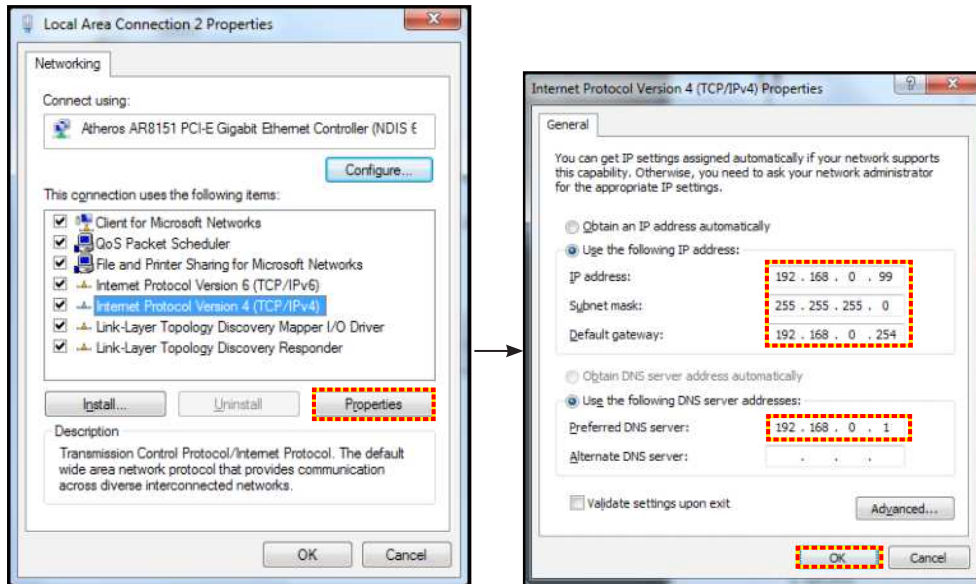 Local Area Connection 2 Properties
Networking
Connect using:
Atheros AR8151 PCI-E Gigabit Ethernet Controller (NDIS 6
Configure...
This connection uses the following items:
Client for Microsoft Networks
QoS Packet Scheduler
File and Printer Sharing for Microsoft Networks
Internet Protocol Version 6 (TCP/IPv6)
Internet Protocol Version 4 (TCP/IPv4)
Link-Layer Topology Discovery Mapper I/O Driver
Link-Layer Topology Discovery Responder
Install...
Uninstall
Properties
Description
Transmission Control Protocol/Internet Protocol. The default
wide area network protocol that provides communication
across diverse interconnected networks.
OK
Cancel
Internet Protocol Version 4 (TCP/IPv4) Properties
General
You can get IP settings assigned automatically if your network supports
this capability. Otherwise, you need to ask your network administrator
for the appropriate IP settings.
Obtain an IP address automatically
Use the following IP address:
IP address: 192 . 168 . 0 . 99
Subnet mask: 255 . 255 . 255 . 0
Default gateway: 192 . 168 . 0 . 254
Obtain DNS server address automatically
Use the following DNS server addresses:
Preferred DNS server: 192 . 168 . 0 . 1
Alternate DNS server: . . .
Validate settings upon exit
Advanced...
OK
Cancel